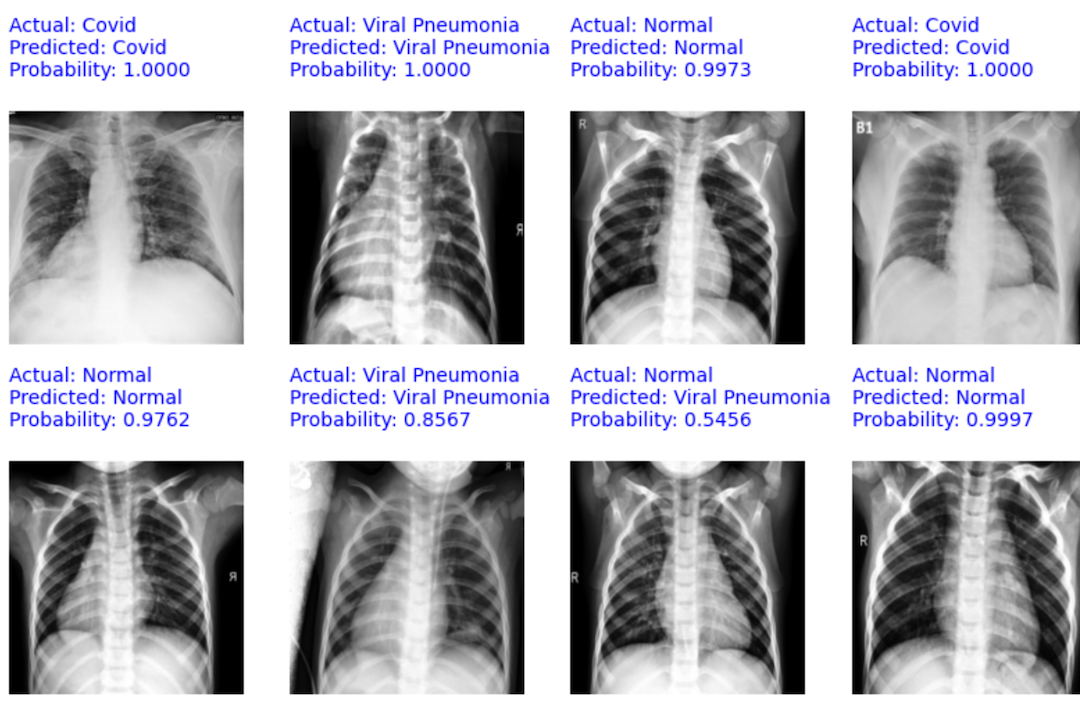 Actual: Covid
Predicted: Covid
Probability: 1.0000
Actual: Viral Pneumonia
Predicted: Viral Pneumonia
Probability: 1.0000
Actual: Normal
Predicted: Normal
Probability: 0.9973
Actual: Covid
Predicted: Covid
Probability: 1.0000
R
R
B1
Actual: Normal
Predicted: Normal
Probability: 0.9762
Actual: Viral Pneumonia
Predicted: Viral Pneumonia
Probability: 0.8567
Actual: Normal
Predicted: Viral Pneumonia
Probability: 0.5456
Actual: Normal
Predicted: Normal
Probability: 0.9997
R
R
R
R